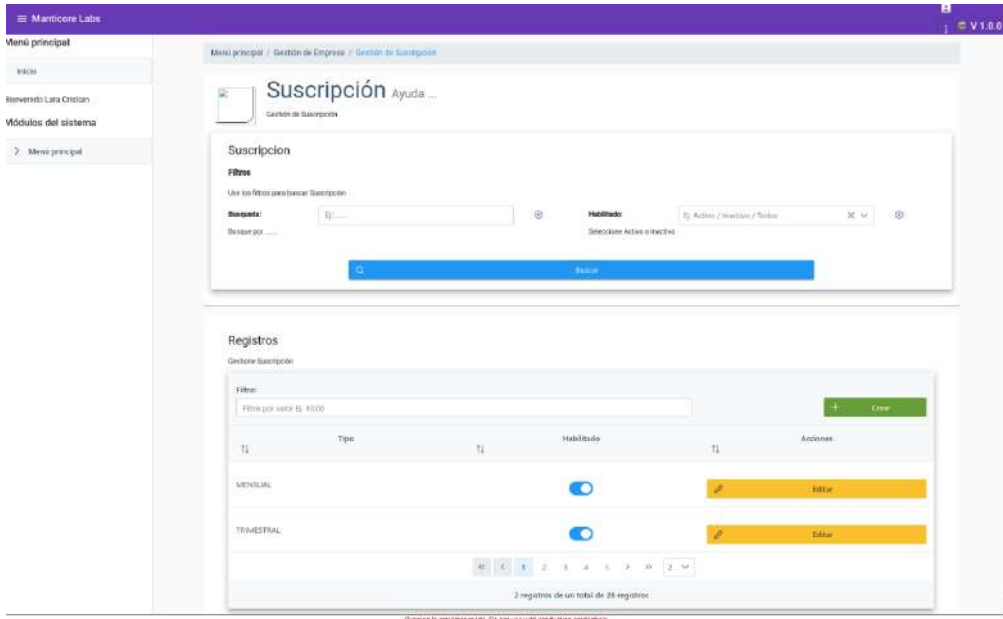 Manticore Labs
V 1.0.0
Menú principal
Inicio
Bienvenido Lara Cristian
Módulos del sistema
Menú principal
Menú principal / Gestión de Empresa / Gestión de Suscripción
Suscripción Ayuda ...
Gestión de Suscripción
Suscripcion
Filtros
Use los filtros para buscar Suscripcion
Busqueda: Ej: ...... Habilitado: Ej. Activo / Inactivo / Todos
Busque por ...... Seleccione Activo o Inactivo
Buscar
Registros
Gestione Suscripción
Filtro:
Filtre por valor Ej: 10.00
Crear
Tipo Habilitado Acciones
MENSUAL Editar
TRIMESTRAL Editar
« ‹ 1 2 3 4 5 › » 2
2 registros de un total de 20 registros